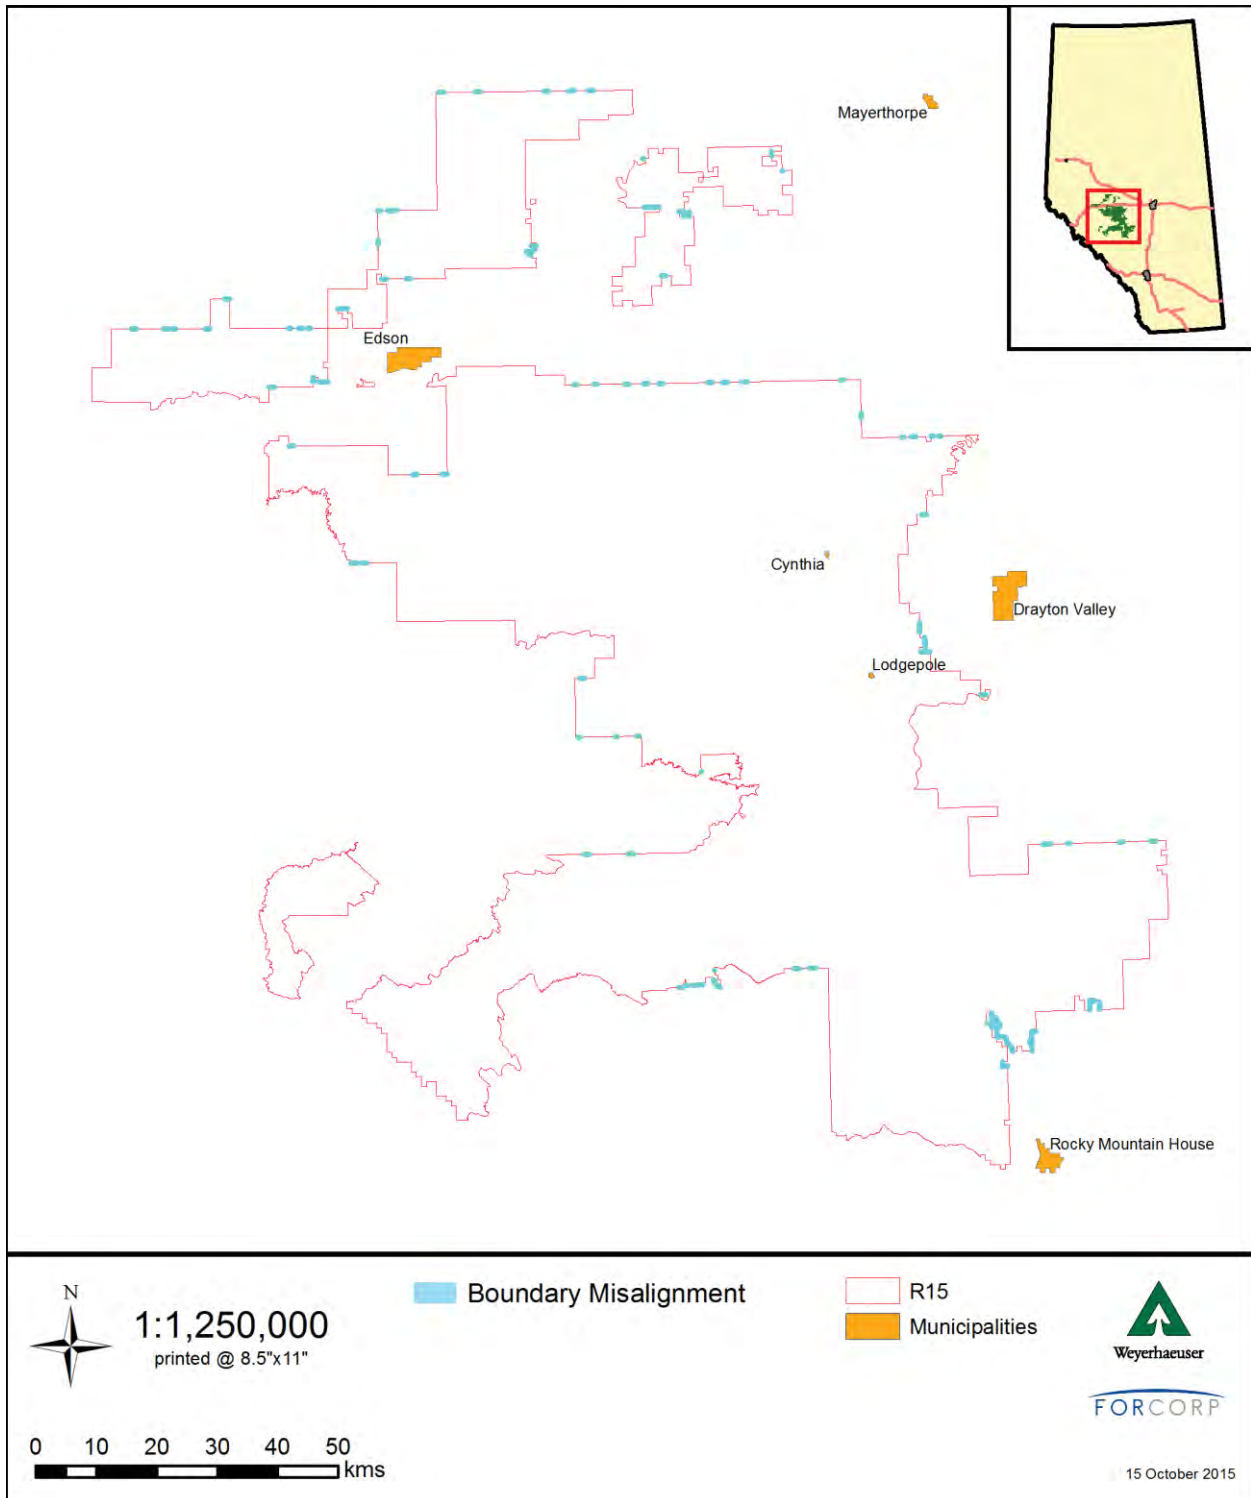 Mayerthorpe
Edson
Cynthia
Drayton Valley
Lodgepole
Rocky Mountain House
N
1:1,250,000
printed @ 8.5"x11"
0 10 20 30 40 50
kms
Boundary Misalignment
R15
Municipalities
Weyerhaeuser
FORCORP
15 October 2015